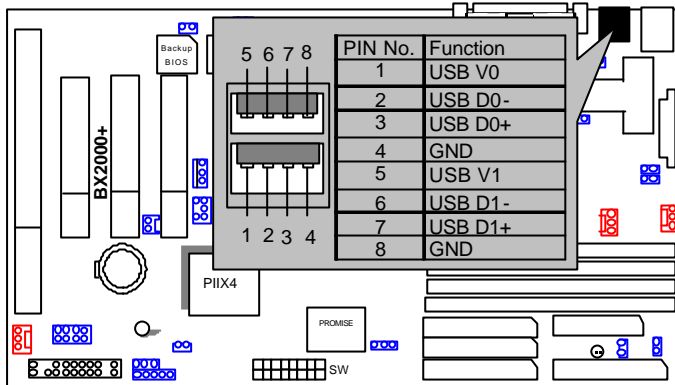 Backup
BIOS
BX2000+
5 6 7 8
1 2 3 4
PIN No. Function
1 USB V0
2 USB D0-
3 USB D0+
4 GND
5 USB V1
6 USB D1-
7 USB D1+
8 GND
PIIX4
PROMISE
SW